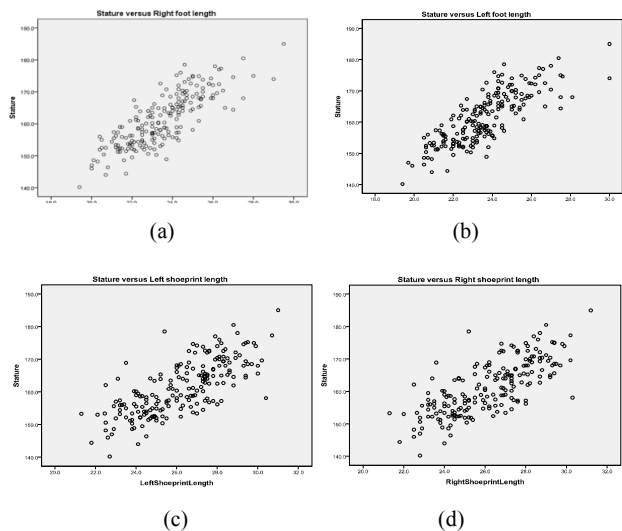 Stature versus Right foot length
190.0
180.0
170.0
160.0
150.0
140.0
Stature
(a)
Stature versus Left foot length
190.0
180.0
170.0
160.0
150.0
140.0
Stature
18.0 20.0 22.0 24.0 26.0 28.0 30.0
(b)
Stature versus Left shoeprint length
190.0
180.0
170.0
160.0
150.0
140.0
Stature
20.0 22.0 24.0 26.0 28.0 30.0 32.0
LeftShoeprintLength
(c)
Stature versus Right shoeprint length
190.0
180.0
170.0
160.0
150.0
140.0
Stature
20.0 22.0 24.0 26.0 28.0 30.0 32.0
RightShoeprintLength
(d)